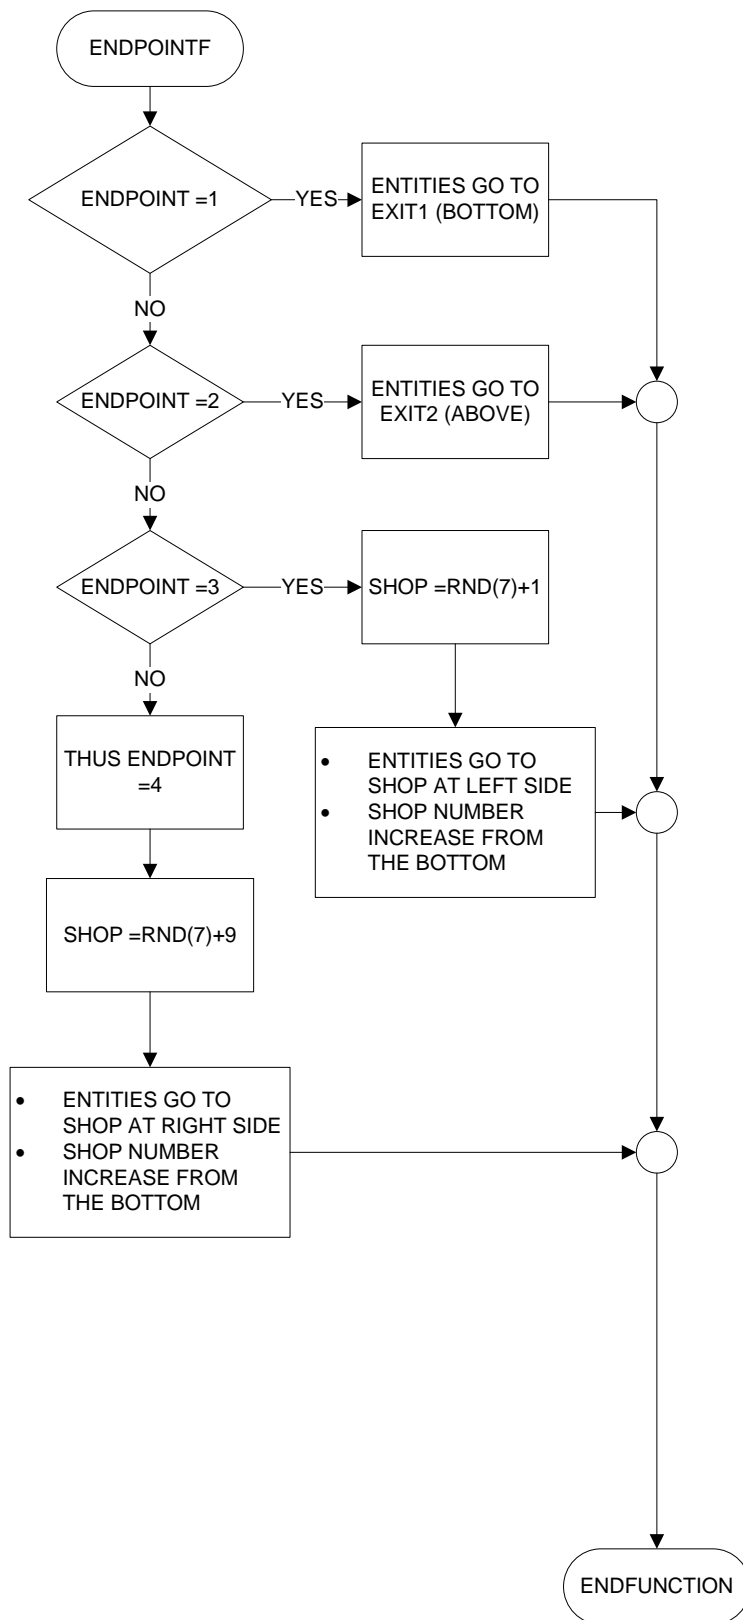 ENDPOINTF
ENDPOINT =1
YES
ENTITIES GO TO
EXIT1 (BOTTOM)
NO
ENDPOINT =2
YES
ENTITIES GO TO
EXIT2 (ABOVE)
NO
ENDPOINT =3
YES
SHOP =RND(7)+1
NO
THUS ENDPOINT
=4
• ENTITIES GO TO
SHOP AT LEFT SIDE
• SHOP NUMBER
INCREASE FROM
THE BOTTOM
SHOP =RND(7)+9
• ENTITIES GO TO
SHOP AT RIGHT SIDE
• SHOP NUMBER
INCREASE FROM
THE BOTTOM
ENDFUNCTION